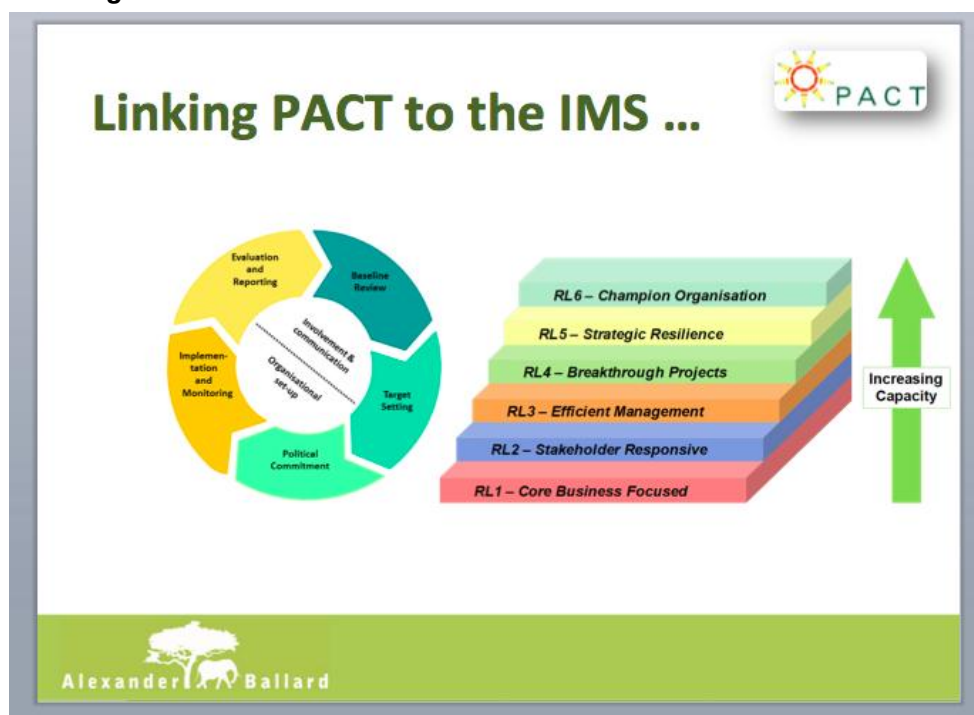 Linking PACT to the IMS ...
PACT
Evaluation
and
Reporting
Baseline
Review
Involvement &
communication
Organisational
set-up
Implemen-
tation
and
Monitoring
Target
Setting
Political
Commitment
RL6 – Champion Organisation
RL5 – Strategic Resilience
RL4 – Breakthrough Projects
RL3 – Efficient Management
RL2 – Stakeholder Responsive
RL1 – Core Business Focused
Increasing
Capacity
Alexander Ballard